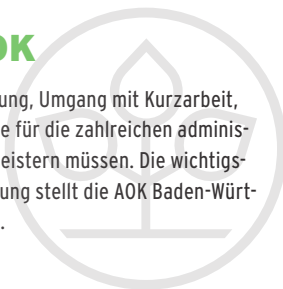 OK
ung, Umgang mit Kurzarbeit,
e für die zahlreichen adminis-
eistern müssen. Die wichtigs-
ung stellt die AOK Baden-Würt-
.